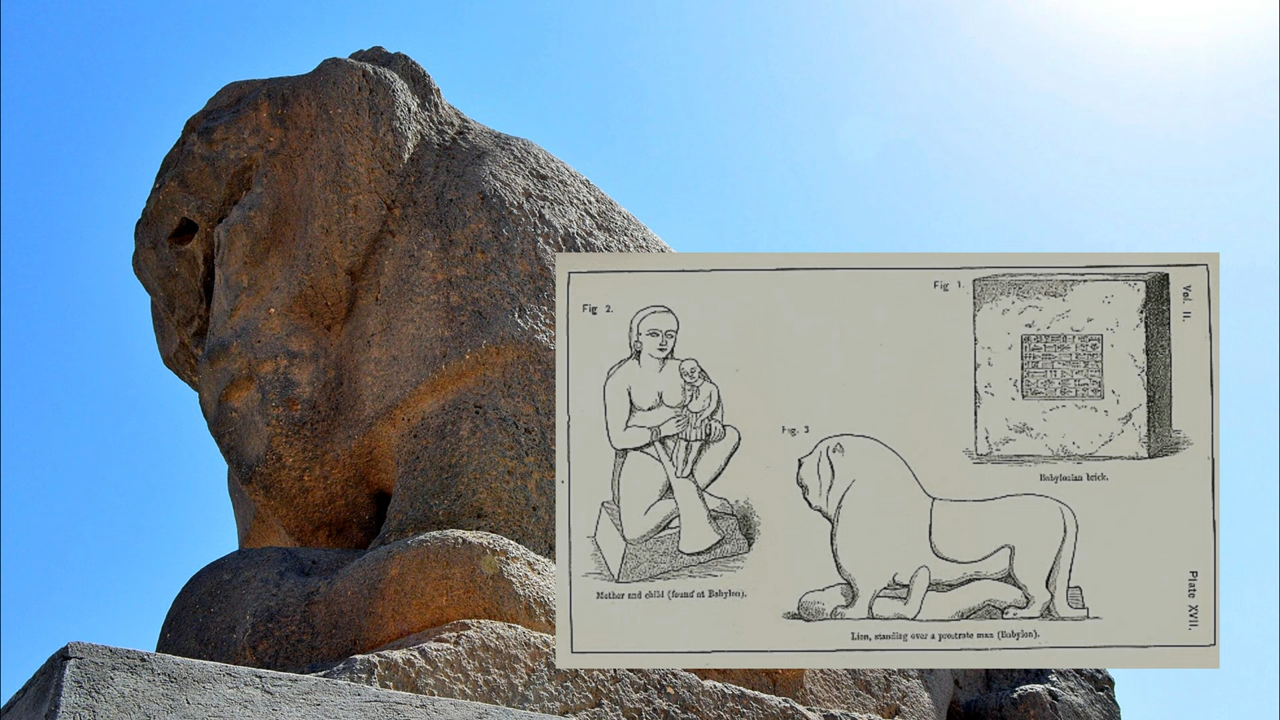 Fig 2.
Fig 1.
Vol. II.
Babylonian brick.
Fig. 3
Mother and child (found at Babylon).
Lion, standing over a prostrate man (Babylon).
Plate XVII.